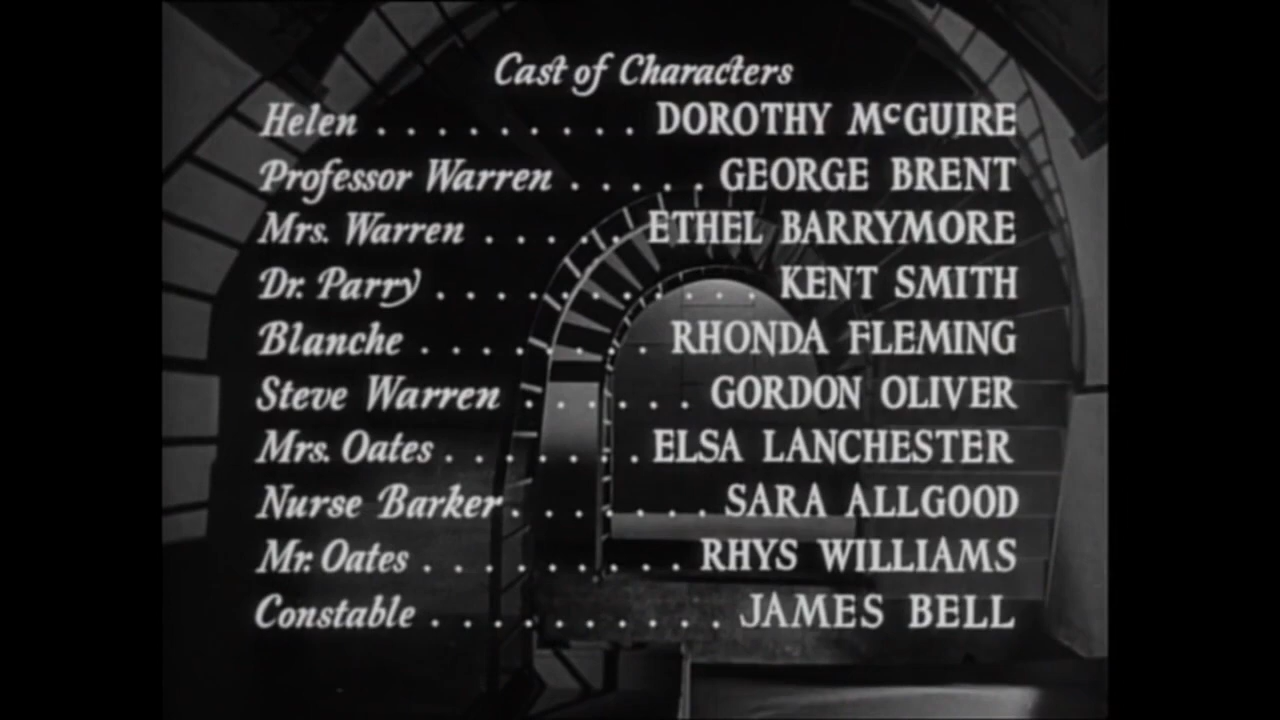 Cast of Characters
Helen . . . . . . . . . . DOROTHY McGUIRE
Professor Warren . . . . . GEORGE BRENT
Mrs. Warren . . . . . ETHEL BARRYMORE
Dr. Parry . . . . . . . . . . . . KENT SMITH
Blanche . . . . . . . . RHONDA FLEMING
Steve Warren . . . . . . GORDON OLIVER
Mrs. Oates . . . . . . . ELSA LANCHESTER
Nurse Barker . . . . . . . SARA ALLGOOD
Mr. Oates . . . . . . . . . . RHYS WILLIAMS
Constable . . . . . . . . . . . JAMES BELL